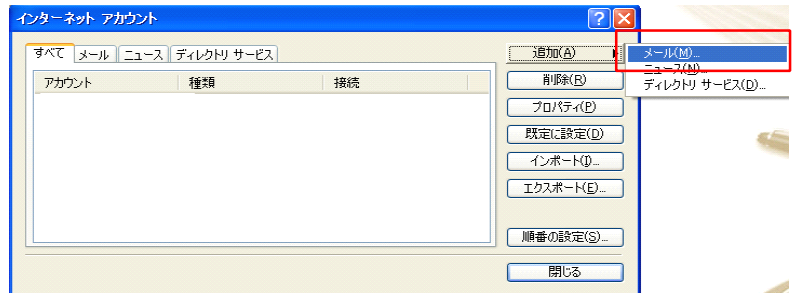 インターネット アカウント
すべて メール ニュース ディレクトリ サービス
アカウント 種類 接続
追加(A)
削除(R)
プロパティ(P)
既定に設定(D)
インポート(I)...
エクスポート(E)...
順番の設定(S)...
閉じる
メール(M)...
ニュース(N)...
ディレクトリ サービス(D)...